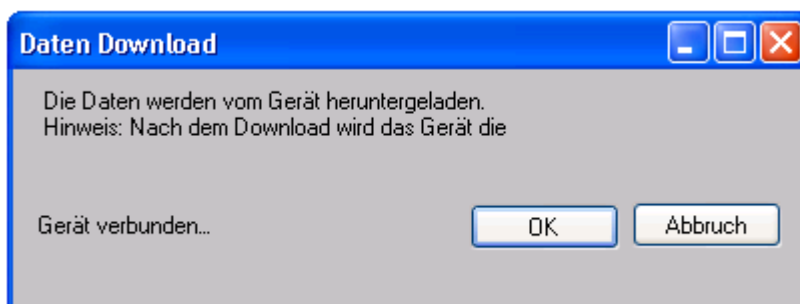 Daten Download
Die Daten werden vom Gerät heruntergeladen.
Hinweis: Nach dem Download wird das Gerät die
Gerät verbunden...
OK
Abbruch